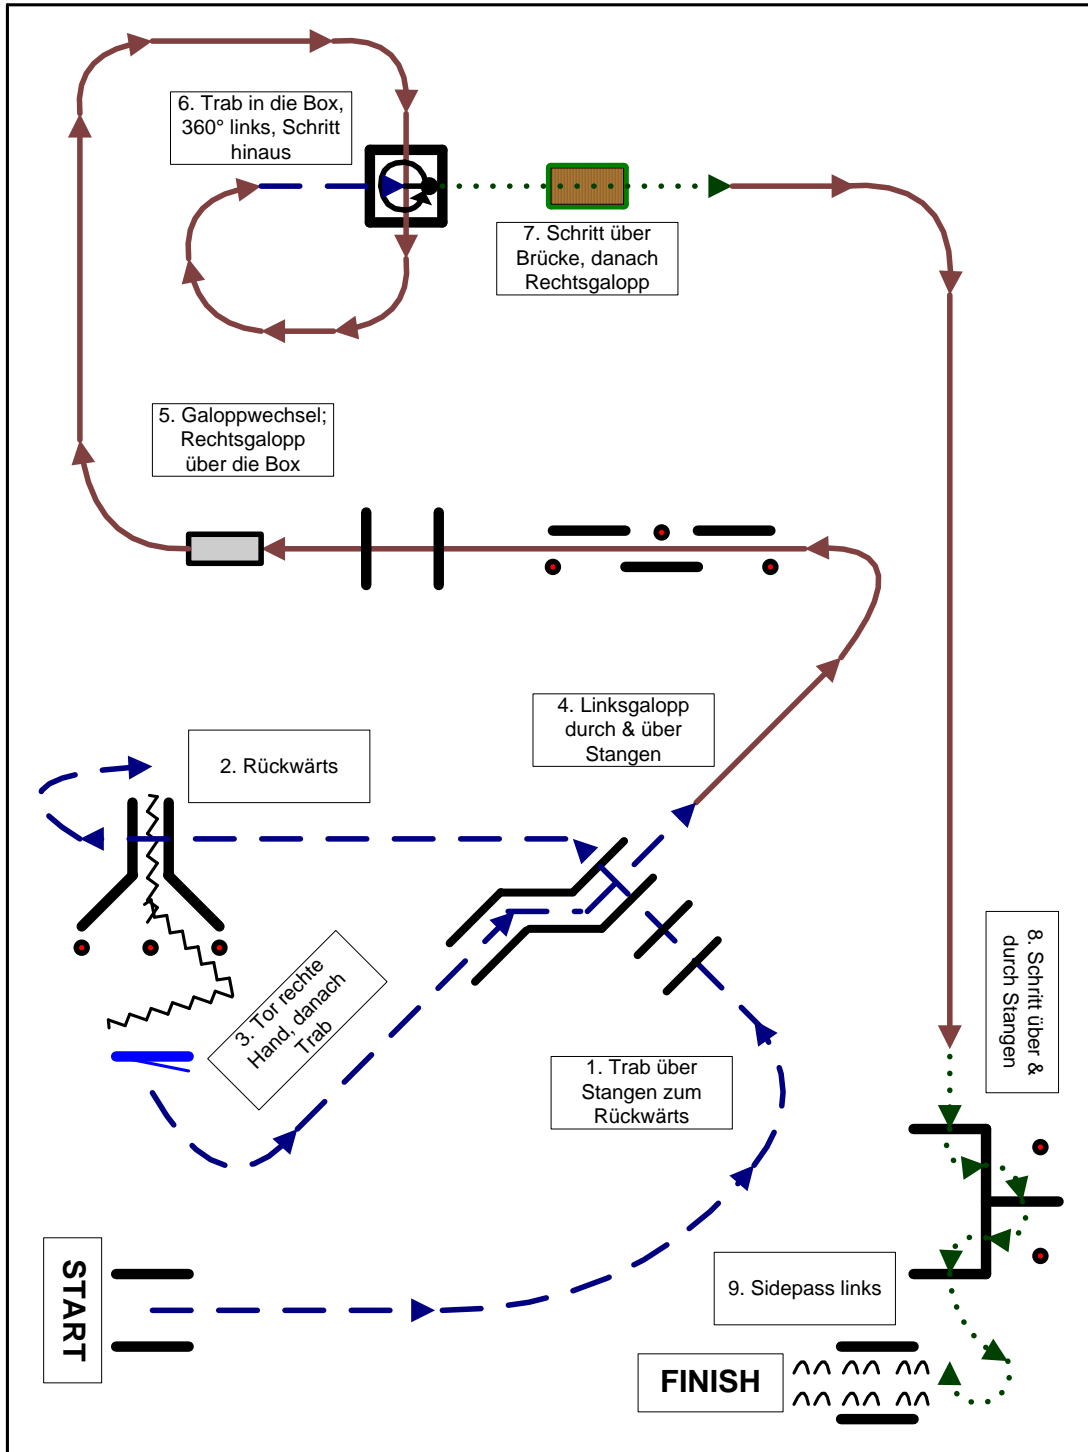 6. Trab in die Box,
360° links, Schritt
hinaus
7. Schritt über
Brücke, danach
Rechtsgalopp
5. Galoppwechsel;
Rechtsgalopp
über die Box
4. Linksgalopp
durch & über
Stangen
2. Rückwärts
3. Tor rechte
Hand, danach
Trab
8. Schritt über &
durch Stangen
1. Trab über
Stangen zum
Rückwärts
START
9. Sidepass links
FINISH